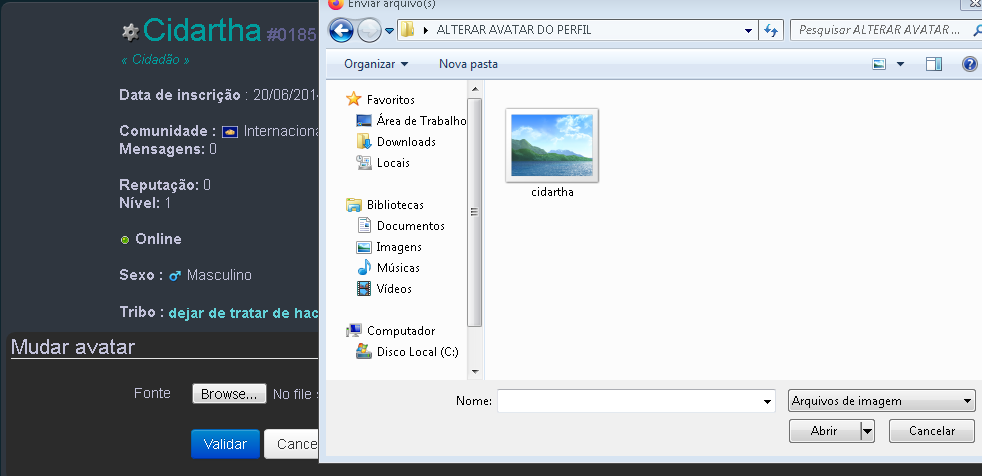 Cidartha #0185
« Cidadão »
Data de inscrição : 20/06/201
Comunidade : Internaciona
Mensagens: 0
Reputação: 0
Nível: 1
Online
Sexo : Masculino
Tribo : dejar de tratar de hac
Mudar avatar
Fonte Browse... No file
Validar Cance
Enviar arquivo(s)
ALTERAR AVATAR DO PERFIL
Pesquisar ALTERAR AVATAR ...
Organizar
Nova pasta
Favoritos
Área de Trabalho
Downloads
Locais
Bibliotecas
Documentos
Imagens
Músicas
Vídeos
Computador
Disco Local (C:)
cidartha
Nome:
Arquivos de imagem
Abrir
Cancelar